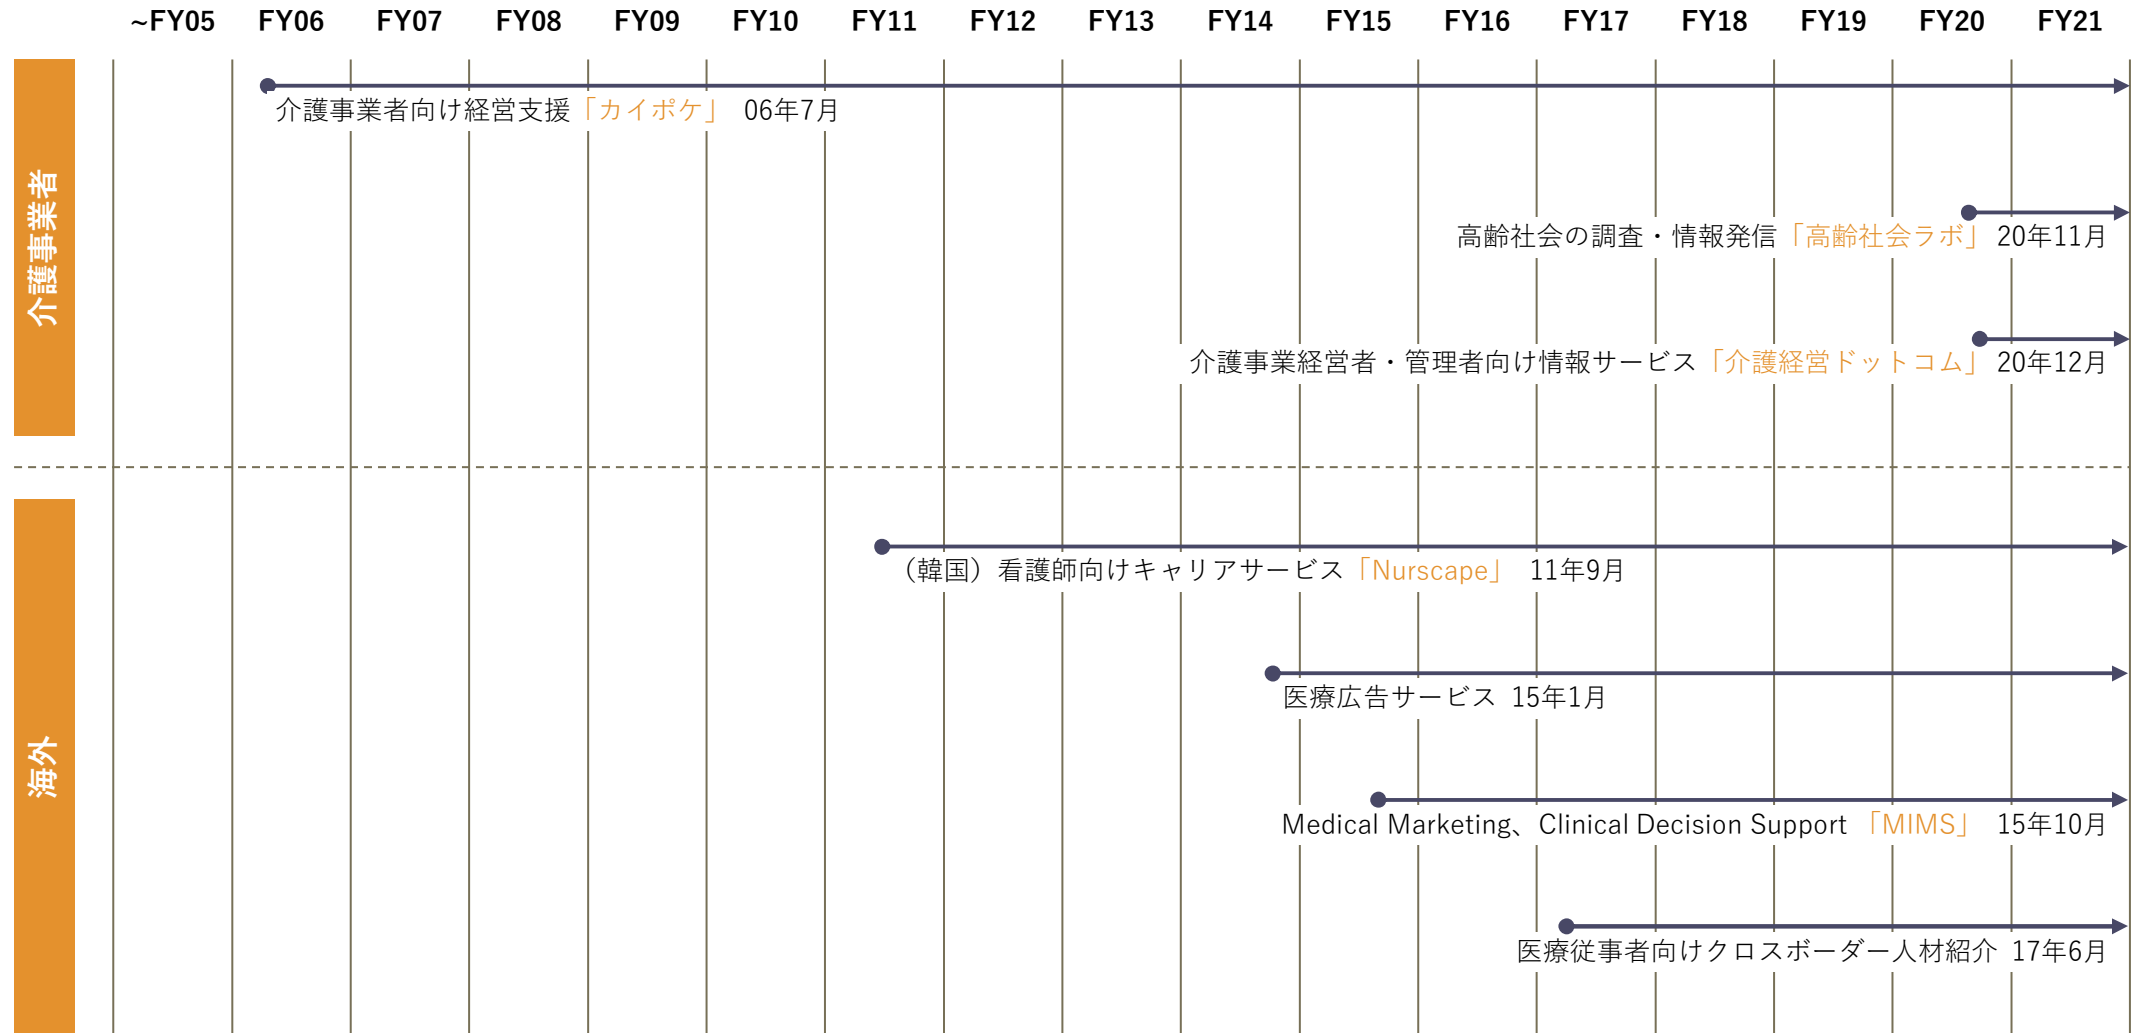 ~FY05 FY06 FY07 FY08 FY09 FY10 FY11 FY12 FY13 FY14 FY15 FY16 FY17 FY18 FY19 FY20 FY21
介護事業者
介護事業者向け経営支援「カイポケ」 06年7月
高齢社会の調査・情報発信「高齢社会ラボ」 20年11月
介護事業経営者・管理者向け情報サービス「介護経営ドットコム」 20年12月
海外
（韓国）看護師向けキャリアサービス「Nurscape」 11年9月
医療広告サービス 15年1月
Medical Marketing、Clinical Decision Support 「MIMS」 15年10月
医療従事者向けクロスボーダー人材紹介 17年6月